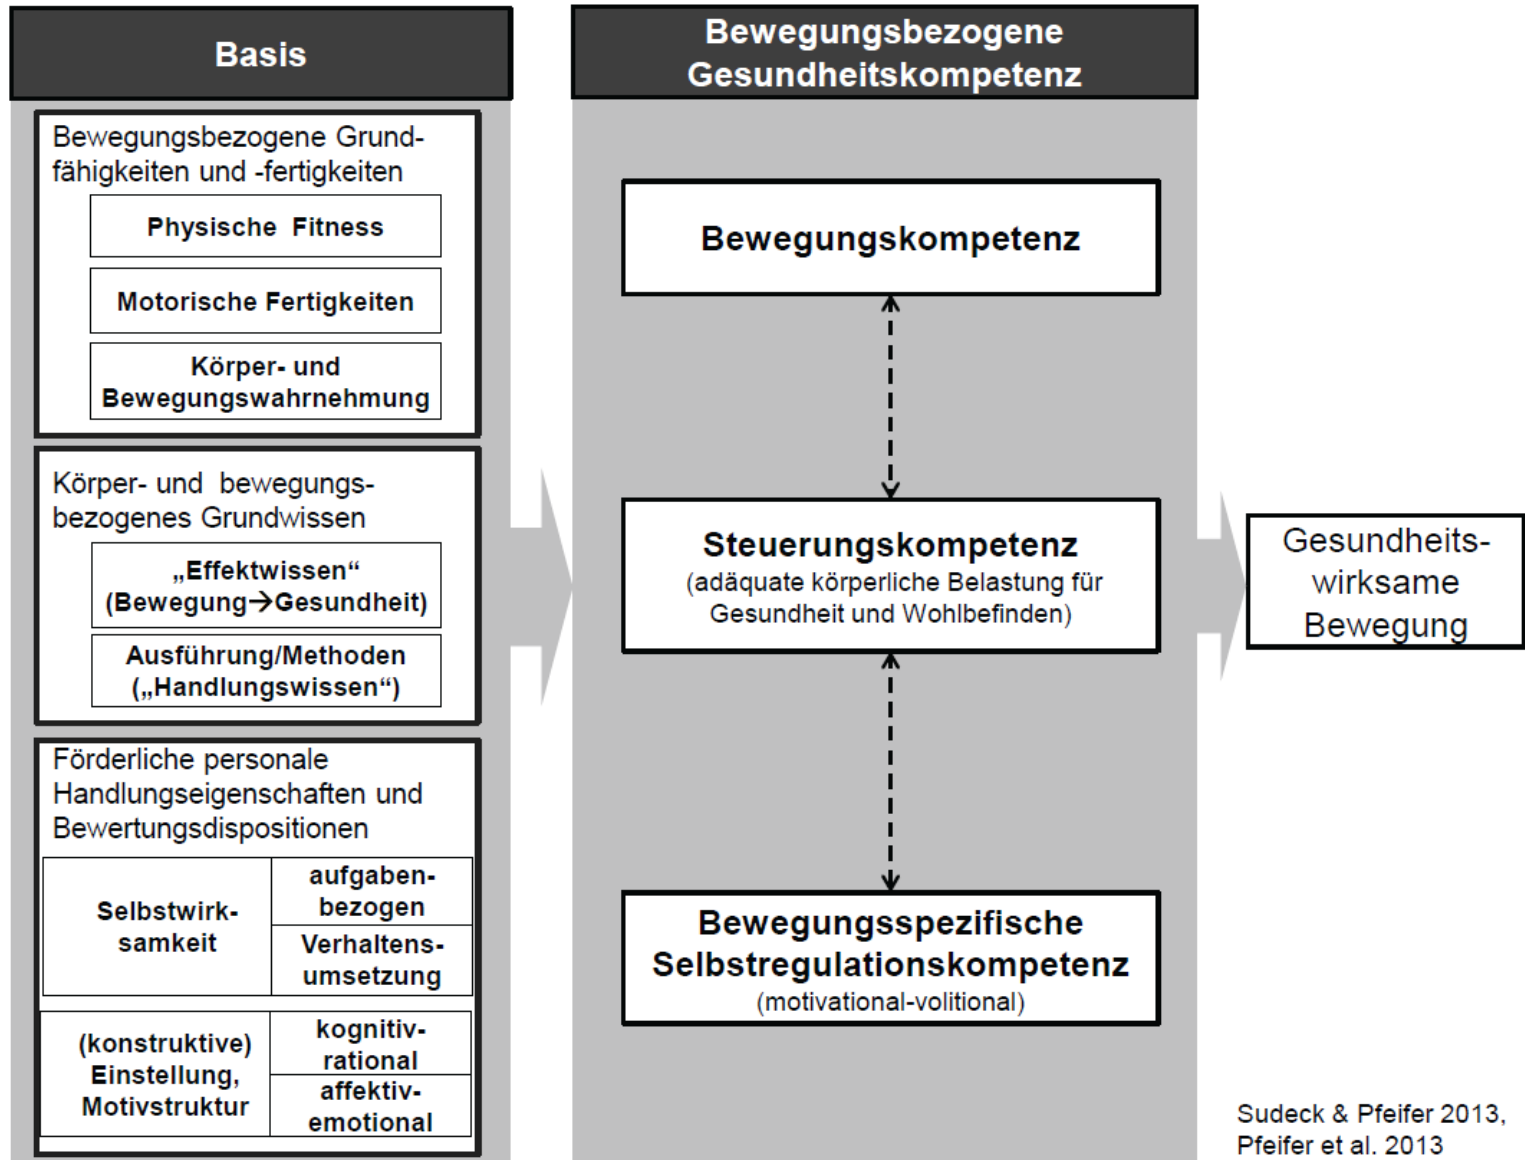 Basis
Bewegungsbezogene Grund-
fähigkeiten und -fertigkeiten
Physische Fitness
Motorische Fertigkeiten
Körper- und
Bewegungswahrnehmung
Körper- und bewegungs-
bezogenes Grundwissen
„Effektwissen“
(Bewegung→Gesundheit)
Ausführung/Methoden
(„Handlungswissen“)
Förderliche personale
Handlungseigenschaften und
Bewertungsdispositionen
Selbstwirk-
samkeit
aufgaben-
bezogen
Verhaltens-
umsetzung
(konstruktive)
Einstellung,
Motivstruktur
kognitiv-
rational
affektiv-
emotional
Bewegungsbezogene
Gesundheitskompetenz
Bewegungskompetenz
Steuerungskompetenz
(adäquate körperliche Belastung für
Gesundheit und Wohlbefinden)
Bewegungsspezifische
Selbstregulationskompetenz
(motivational-volitional)
Gesundheits-
wirksame
Bewegung
Sudeck & Pfeifer 2013,
Pfeifer et al. 2013